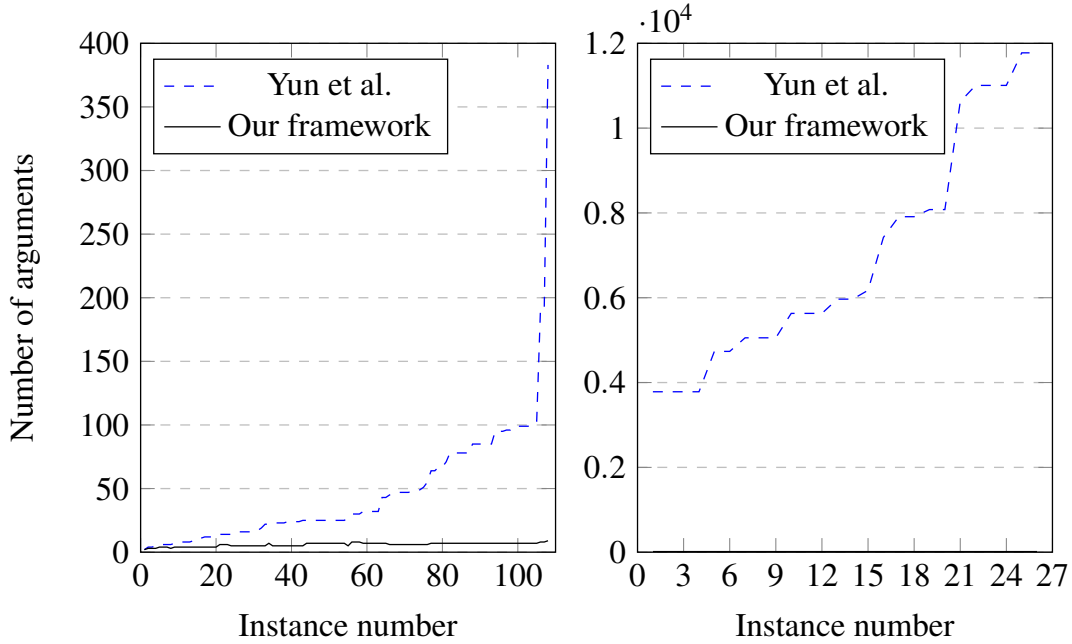 ·10⁴
400
350
300
250
200
150
100
50
0
Number of arguments
Yun et al.
Our framework
0 20 40 60 80 100
Instance number
1.2
1
0.8
0.6
0.4
0.2
0
Yun et al.
Our framework
0 3 6 9 12 15 18 21 24 27
Instance number